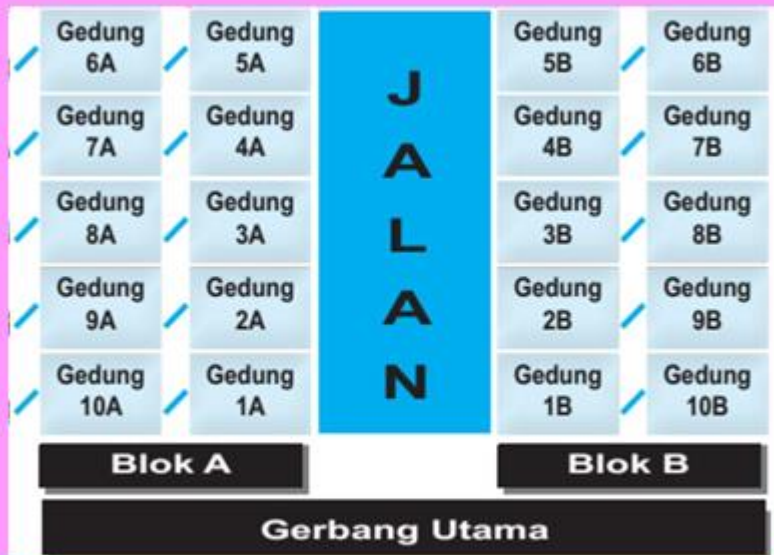 Gedung
6A
Gedung
5A
Gedung
5B
Gedung
6B
Gedung
7A
Gedung
4A
Gedung
4B
Gedung
7B
Gedung
8A
Gedung
3A
Gedung
3B
Gedung
8B
Gedung
9A
Gedung
2A
Gedung
2B
Gedung
9B
Gedung
10A
Gedung
1A
Gedung
1B
Gedung
10B
JALAN
Blok A
Blok B
Gerbang Utama